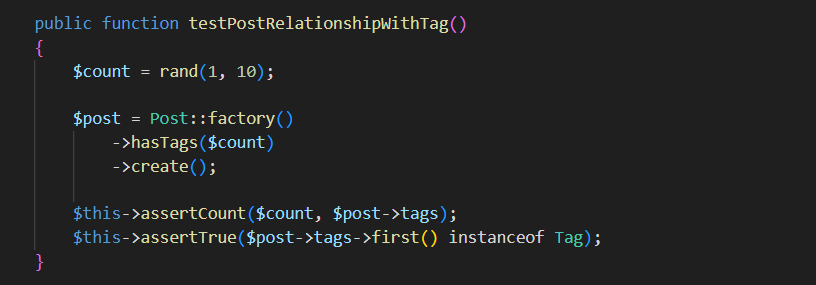 public function testPostRelationshipWithTag()
{
    $count = rand(1, 10);

    $post = Post::factory()
        ->hasTags($count)
        ->create();

    $this->assertCount($count, $post->tags);
    $this->assertTrue($post->tags->first() instanceof Tag);
}